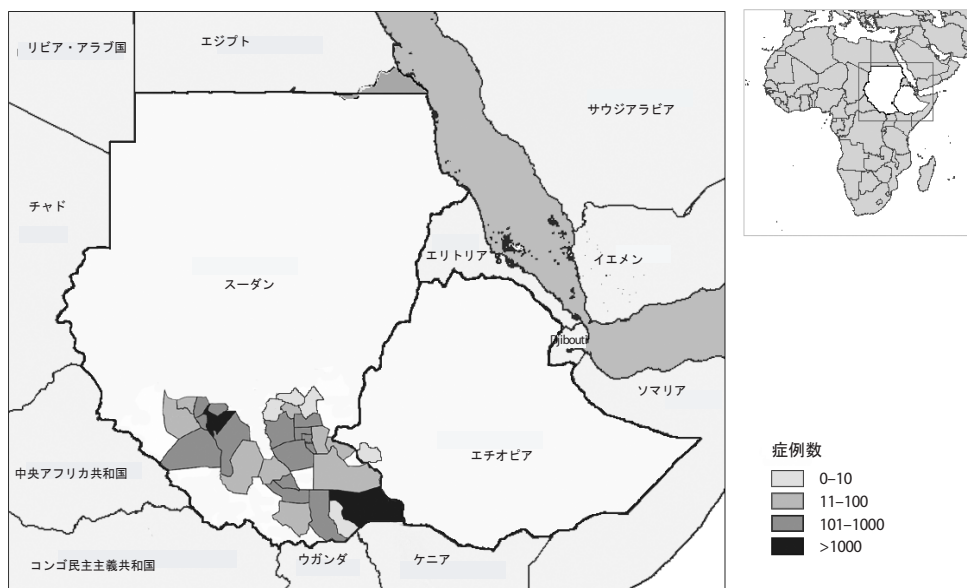 リビア・アラブ国
エジプト
サウジアラビア
チャド
エリトリア
イエメン
スーダン
Djibouti
ソマリア
エチオピア
中央アフリカ共和国
コンゴ民主主義共和国
ウガンダ
ケニア
症例数
0–10
11–100
101–1000
>1000